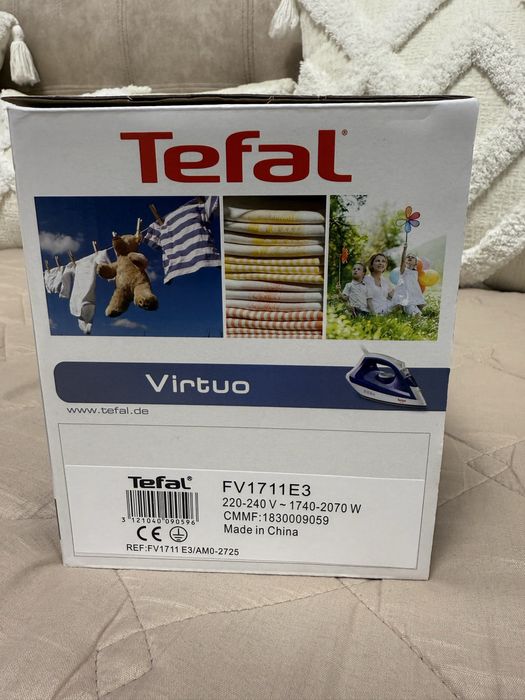 Tefal®
Virtuo
www.tefal.de
Tefal®
3 121040 090596
CE
REF:FV1711 E3/AM0-2725
FV1711E3
220-240 V ~ 1740-2070 W
CMMF:1830009059
Made in China